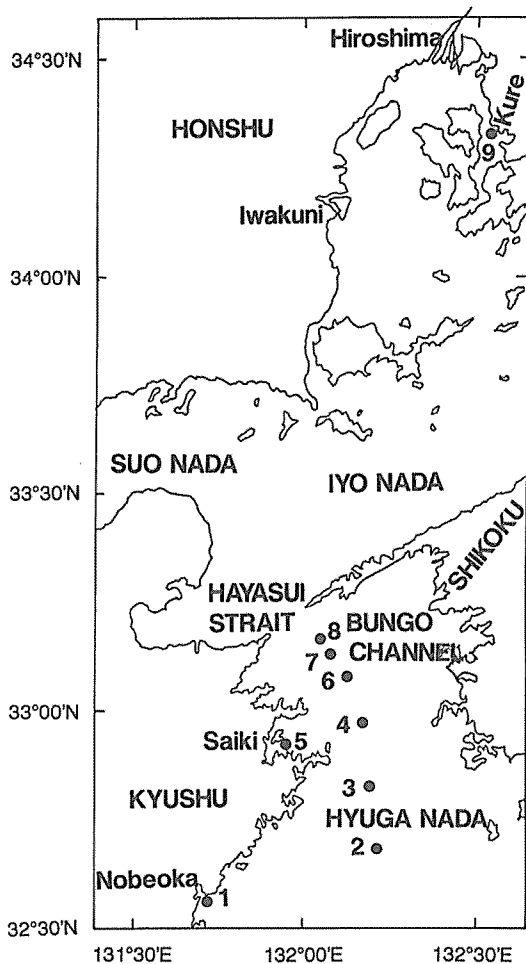 Hiroshima
34°30'N
Kure
HONSHU
9
Iwakuni
34°00'N
SUO NADA
IYO NADA
33°30'N
SHIKOKU
HAYASUI
STRAIT
8 BUNGO
7 CHANNEL
6
33°00'N
4
Saiki 5
3
KYUSHU
HYUGA NADA
2
Nobeoka 1
32°30'N
131°30'E 132°00'E 132°30'E